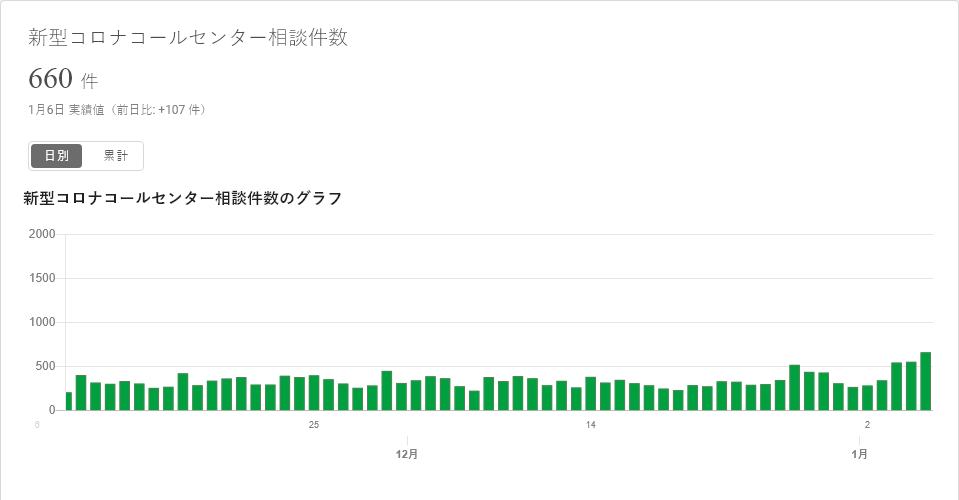 新型コロナコールセンター相談件数
660 件
1月6日 実績値（前日比: +107 件）
日別 累計
新型コロナコールセンター相談件数のグラフ
2000
1500
1000
500
0
6 25 14 2
12月 1月